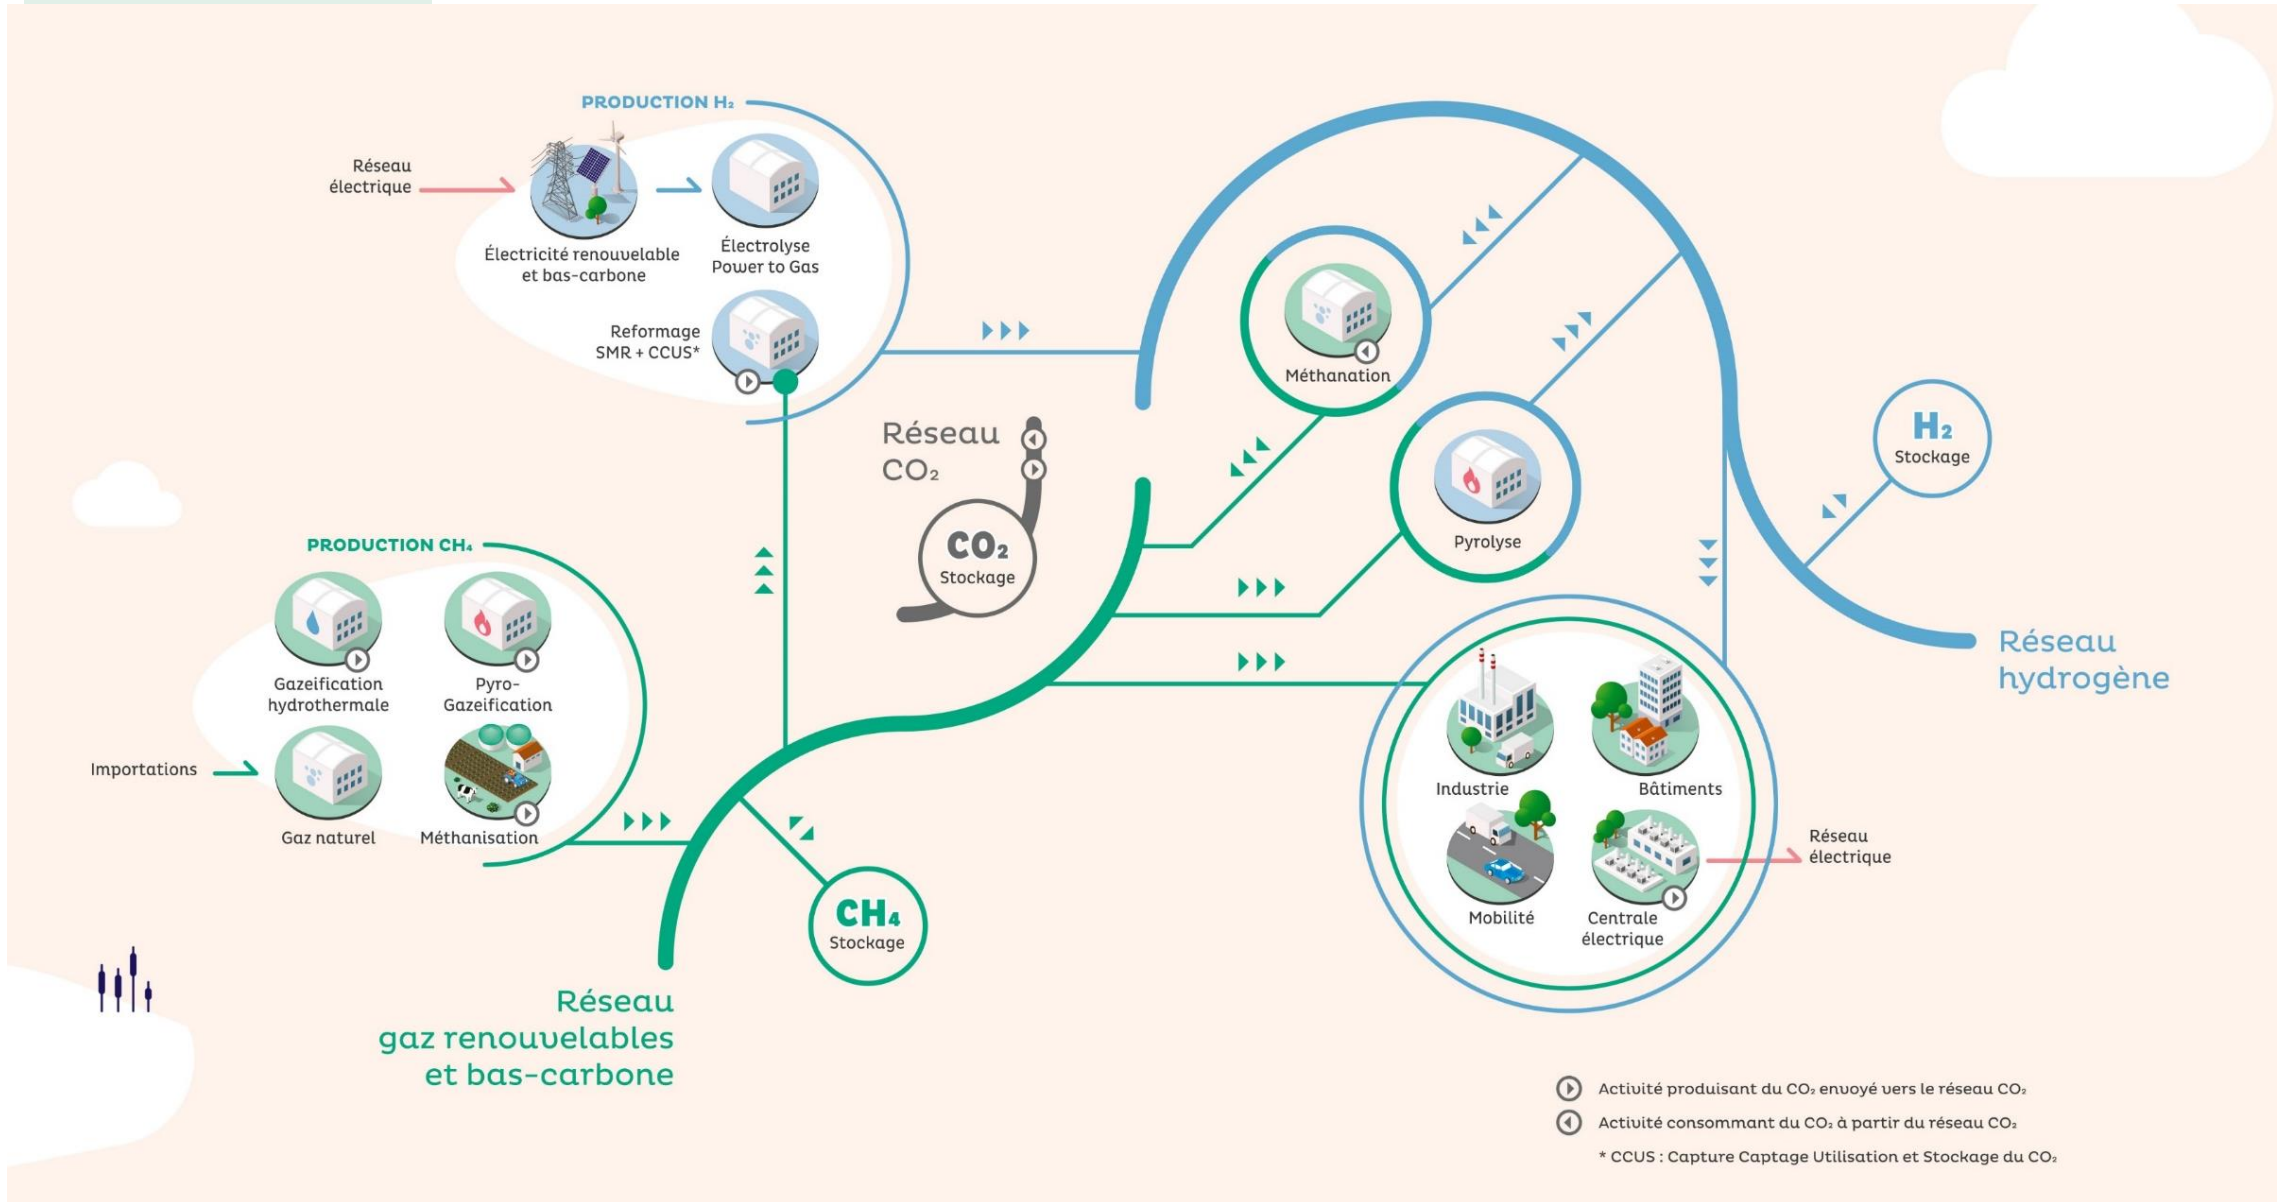 PRODUCTION H₂
Réseau
électrique
Électricité renouvelable
et bas-carbone
Électrolyse
Power to Gas
Reformage
SMR + CCUS*
Méthanation
Pyrolyse
H₂
Stockage
Réseau
CO₂
CO₂
Stockage
PRODUCTION CH₄
Gazeification
hydrothermale
Pyro-
Gazeification
Importations
Gaz naturel
Méthanisation
CH₄
Stockage
Réseau
hydrogène
Industrie
Bâtiments
Mobilité
Centrale
électrique
Réseau
électrique
Réseau
gaz renouvelables
et bas-carbone
Activité produisant du CO₂ envoyé vers le réseau CO₂
Activité consommant du CO₂ à partir du réseau CO₂
* CCUS : Capture Captage Utilisation et Stockage du CO₂